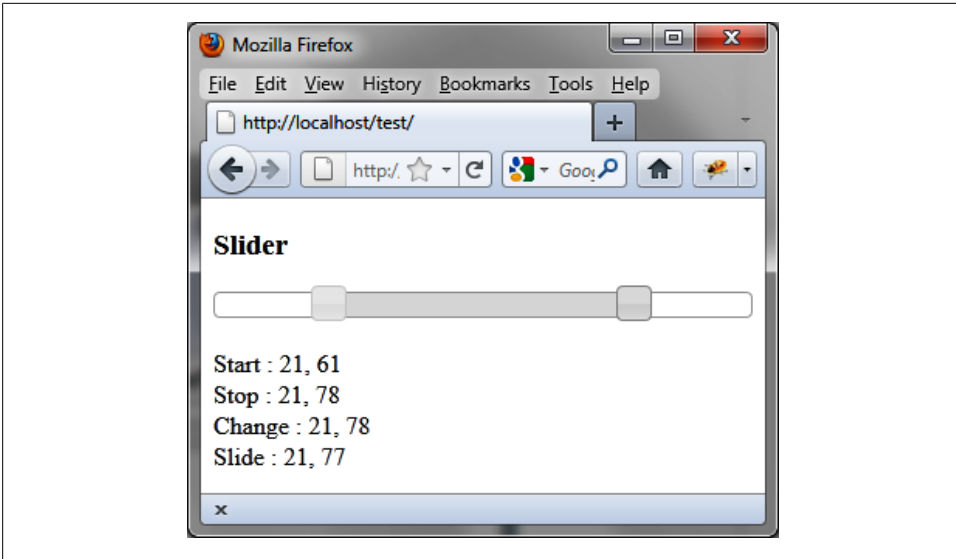 Mozilla Firefox
File Edit View History Bookmarks Tools Help
http://localhost/test/
http:/.
Slider
Start : 21, 61
Stop : 21, 78
Change : 21, 78
Slide : 21, 77